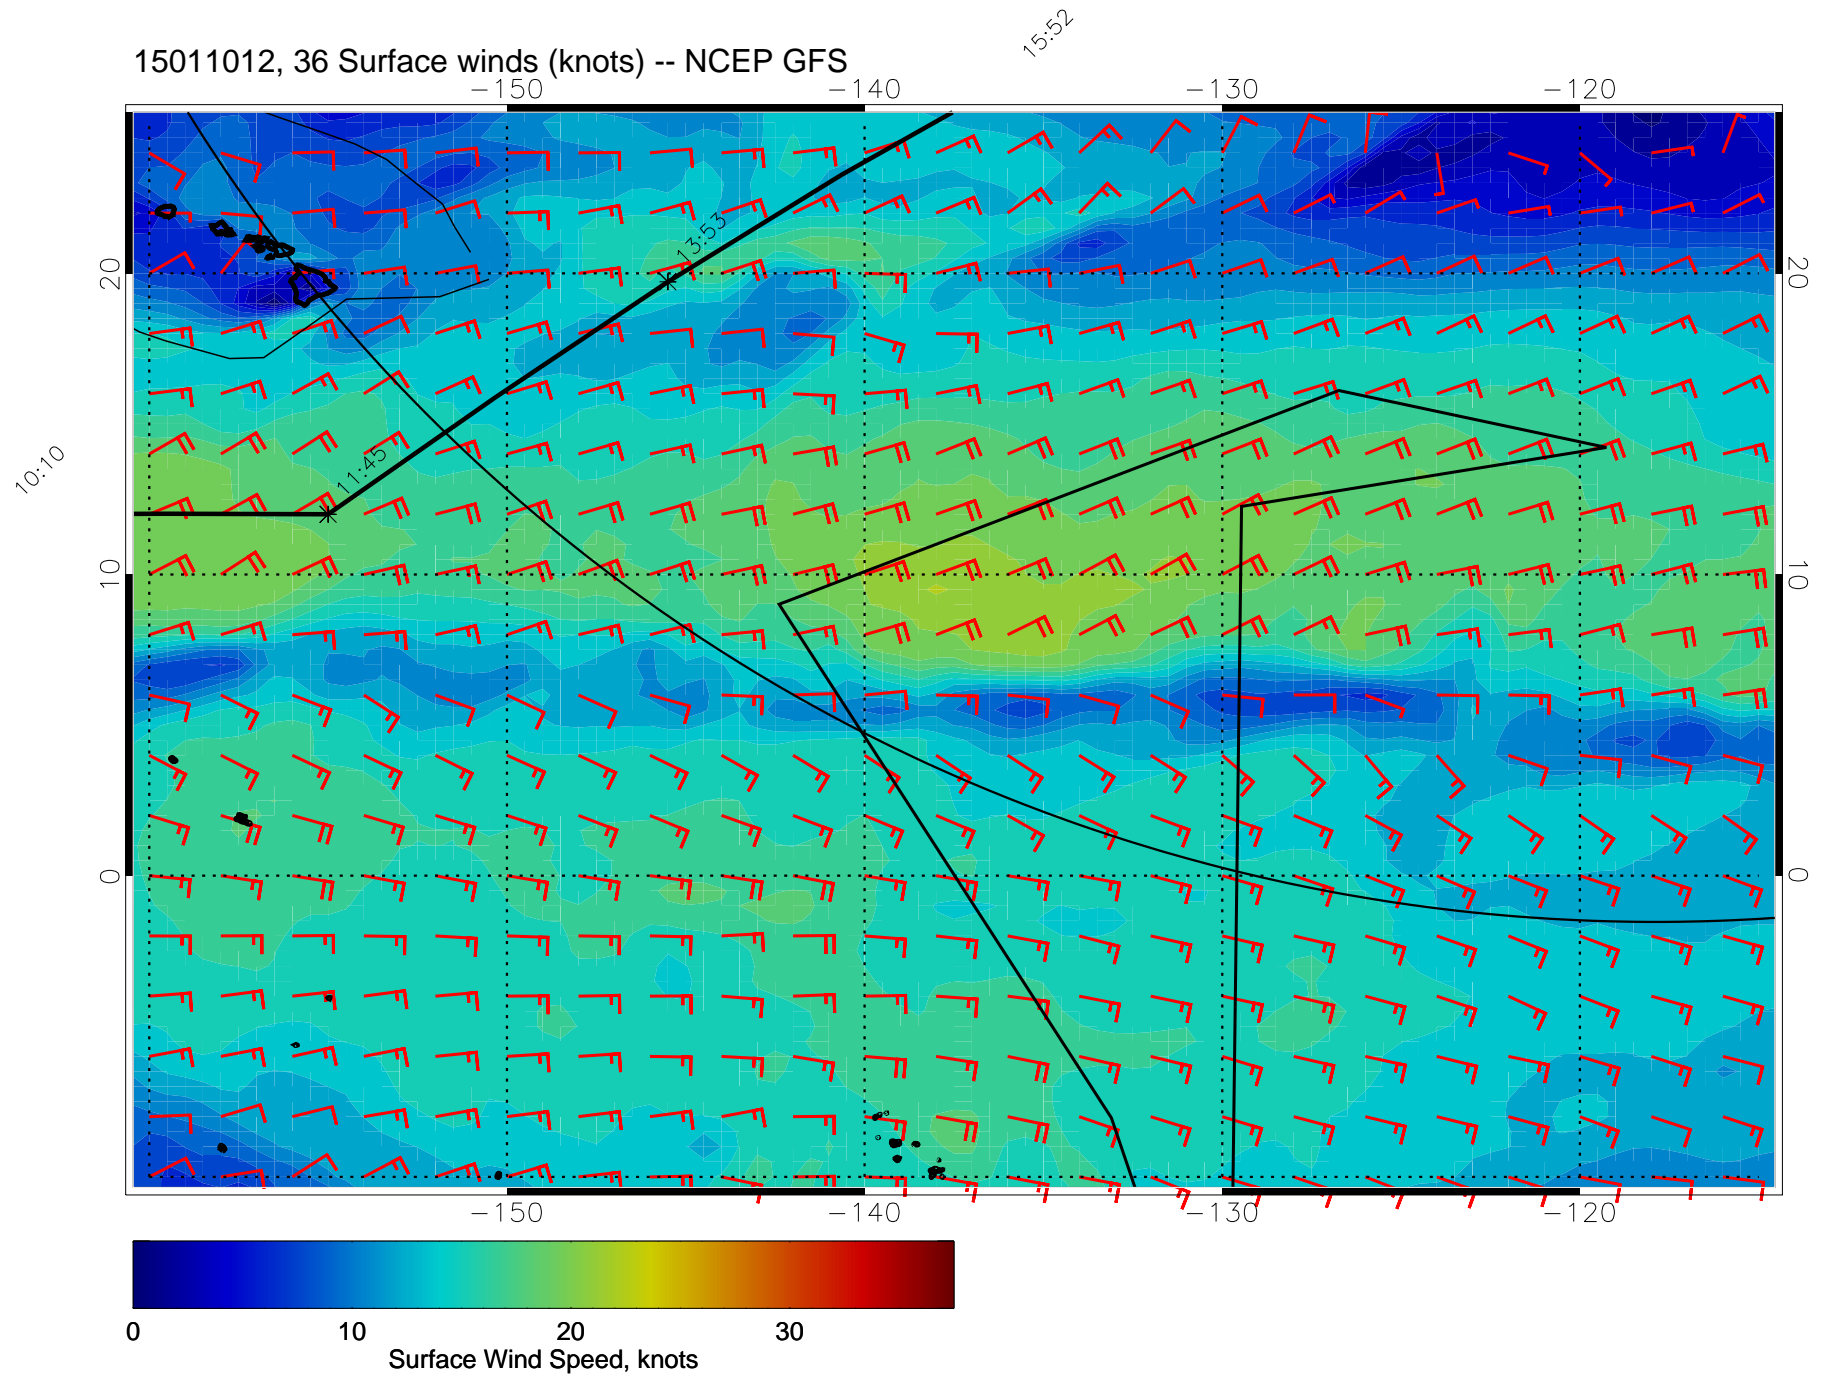 15:52
15011012, 36 Surface winds (knots) -- NCEP GFS
-150 -140 -130 -120
13:53
20 20
10:10
11:45
10 10
0 0
-150 -140 -130 -120
0 10 20 30
Surface Wind Speed, knots